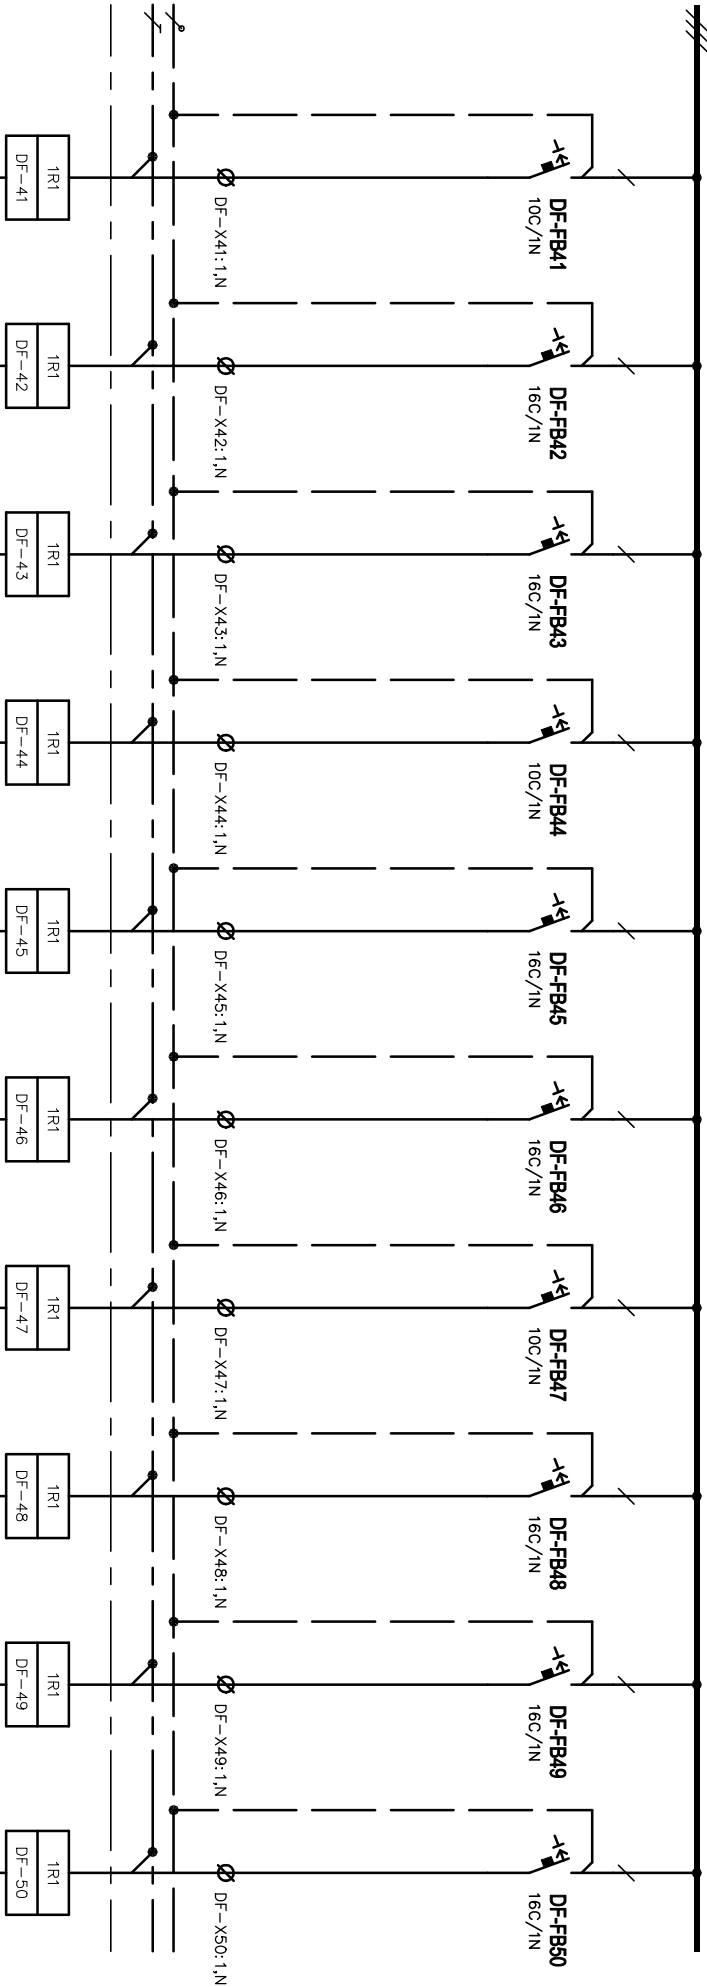 DF-FB41
10C/1N
DF-X41:1,N
1R1
DF-41
DF-FB42
16C/1N
DF-X42:1,N
1R1
DF-42
DF-FB43
16C/1N
DF-X43:1,N
1R1
DF-43
DF-FB44
10C/1N
DF-X44:1,N
1R1
DF-44
DF-FB45
16C/1N
DF-X45:1,N
1R1
DF-45
DF-FB46
16C/1N
DF-X46:1,N
1R1
DF-46
DF-FB47
10C/1N
DF-X47:1,N
1R1
DF-47
DF-FB48
16C/1N
DF-X48:1,N
1R1
DF-48
DF-FB49
16C/1N
DF-X49:1,N
1R1
DF-49
DF-FB50
16C/1N
DF-X50:1,N
1R1
DF-50